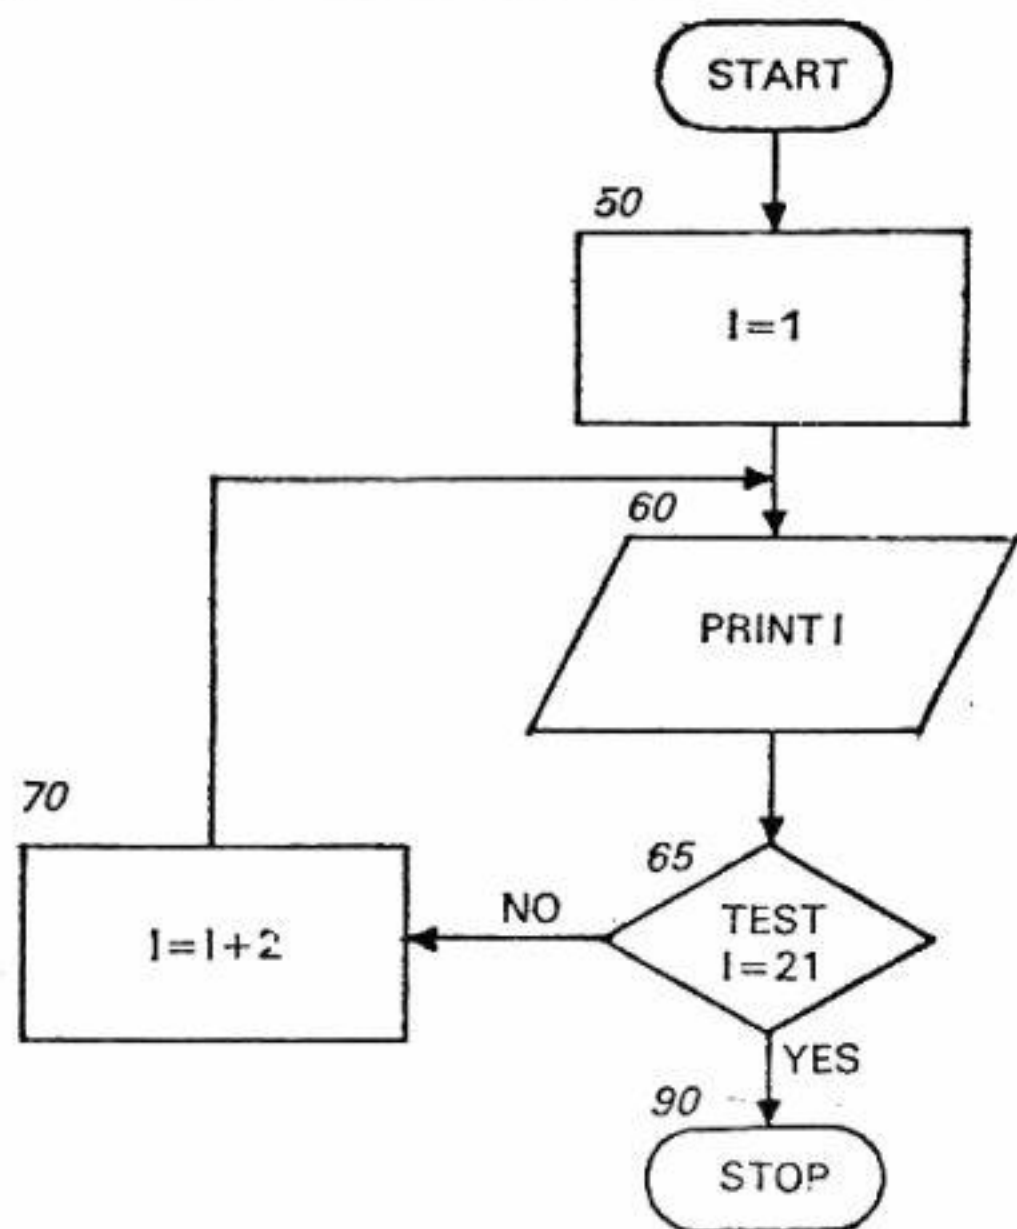 START
50
I=1
60
PRINT I
70
65
NO
TEST
I=21
I=I+2
YES
90
STOP